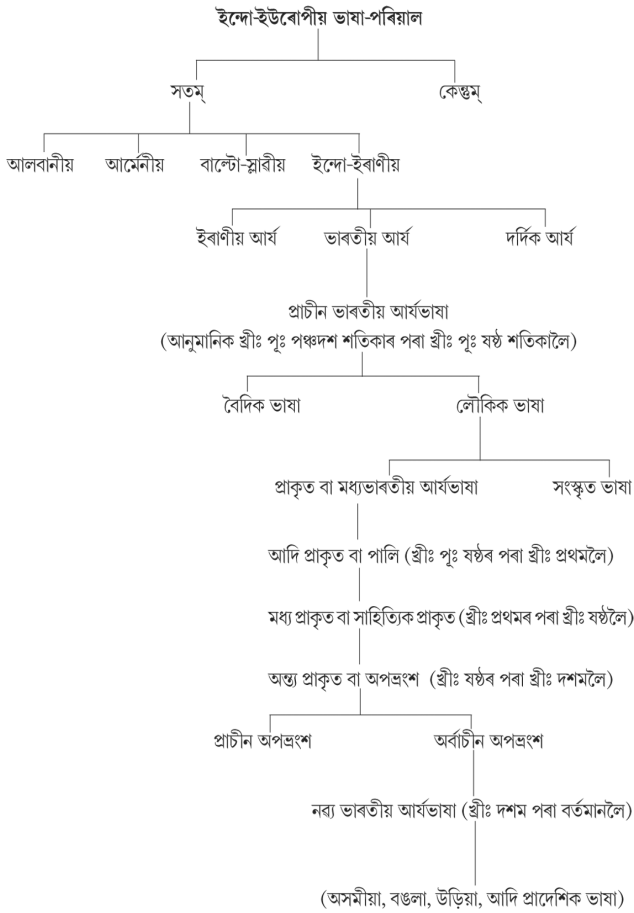 ইন্দো-ইউৰোপীয় ভাষা-পৰিয়াল
সতম্ কেন্তুম্
আলবানীয় আৰ্মেনীয় বাল্টো-স্লাৱীয় ইন্দো-ইৰাণীয়
ইৰাণীয় আৰ্য ভাৰতীয় আৰ্য দৰ্দিক আৰ্য
প্ৰাচীন ভাৰতীয় আৰ্যভাষা
(আনুমানিক খ্ৰীঃ পূঃ পঞ্চদশ শতিকাৰ পৰা খ্ৰীঃ পূঃ ষষ্ঠ শতিকালৈ)
বৈদিক ভাষা লৌকিক ভাষা
প্ৰাকৃত বা মধ্যভাৰতীয় আৰ্যভাষা সংস্কৃত ভাষা
আদি প্ৰাকৃত বা পালি (খ্ৰীঃ পূঃ ষষ্ঠৰ পৰা খ্ৰীঃ প্ৰথমলৈ)
মধ্য প্ৰাকৃত বা সাহিত্যিক প্ৰাকৃত (খ্ৰীঃ প্ৰথমৰ পৰা খ্ৰীঃ ষষ্ঠলৈ)
অন্ত্য প্ৰাকৃত বা অপভ্ৰংশ (খ্ৰীঃ ষষ্ঠৰ পৰা খ্ৰীঃ দশমলৈ)
প্ৰাচীন অপভ্ৰংশ অৰ্বাচীন অপভ্ৰংশ
নব্য ভাৰতীয় আৰ্যভাষা (খ্ৰীঃ দশম পৰা বৰ্তমানলৈ)
(অসমীয়া, বঙলা, উড়িয়া, আদি প্ৰাদেশিক ভাষা)